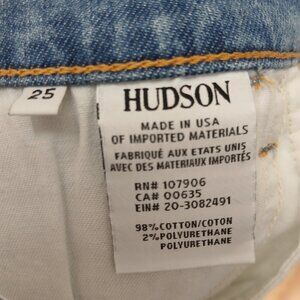 25
HUDSON
MADE IN USA
OF IMPORTED MATERIALS
FABRIQUÉ AUX ETATS UNIS
AVEC DES MATERIAUX IMPORTÉS
RN# 107906
CA# 00635
EIN# 20-3082491
98% COTTON/COTON
2% POLYURETHANE
POLYURETHANE